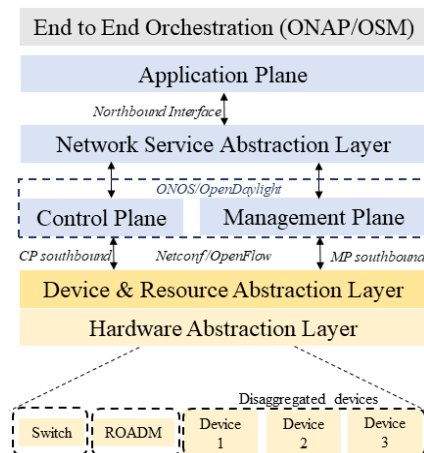 End to End Orchestration (ONAP/OSM)
Application Plane
Northbound Interface
Network Service Abstraction Layer
ONOS/OpenDaylight
Control Plane
Management Plane
CP southbound
Netconf/OpenFlow
MP southbound
Device & Resource Abstraction Layer
Hardware Abstraction Layer
Disaggregated devices
Switch
ROADM
Device
1
Device
2
Device
3